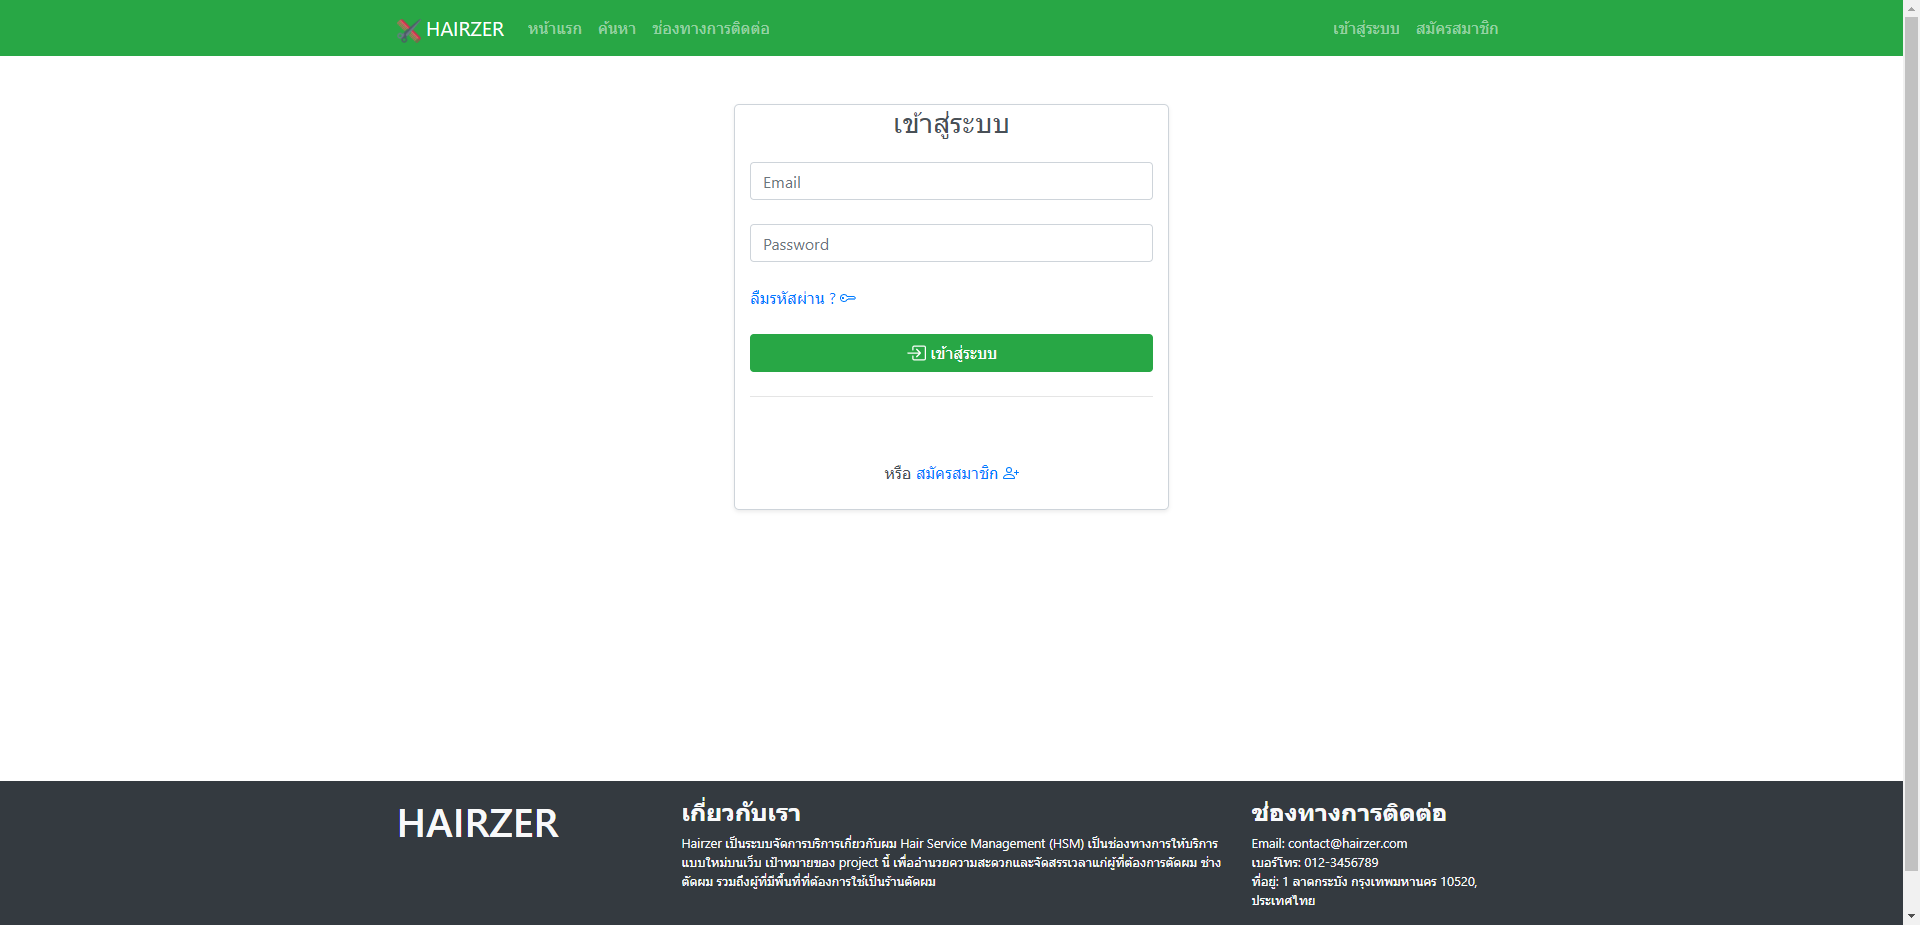 HAIRZER หน้าแรก ค้นหา ช่องทางการติดต่อ เข้าสู่ระบบ สมัครสมาชิก
เข้าสู่ระบบ
Email
Password
ลืมรหัสผ่าน ?
เข้าสู่ระบบ
หรือ สมัครสมาชิก
HAIRZER
เกี่ยวกับเรา
Hairzer เป็นระบบจัดการบริการเกี่ยวกับผม Hair Service Management (HSM) เป็นช่องทางการให้บริการ
แบบใหม่บนเว็บ เป้าหมายของ project นี้ เพื่ออำนวยความสะดวกและจัดสรรเวลาแก่ผู้ที่ต้องการตัดผม ช่าง
ตัดผม รวมถึงผู้ที่มีพื้นที่ที่ต้องการใช้เป็นร้านตัดผม
ช่องทางการติดต่อ
Email: contact@hairzer.com
เบอร์โทร: 012-3456789
ที่อยู่: 1 ลาดกระบัง กรุงเทพมหานคร 10520,
ประเทศไทย